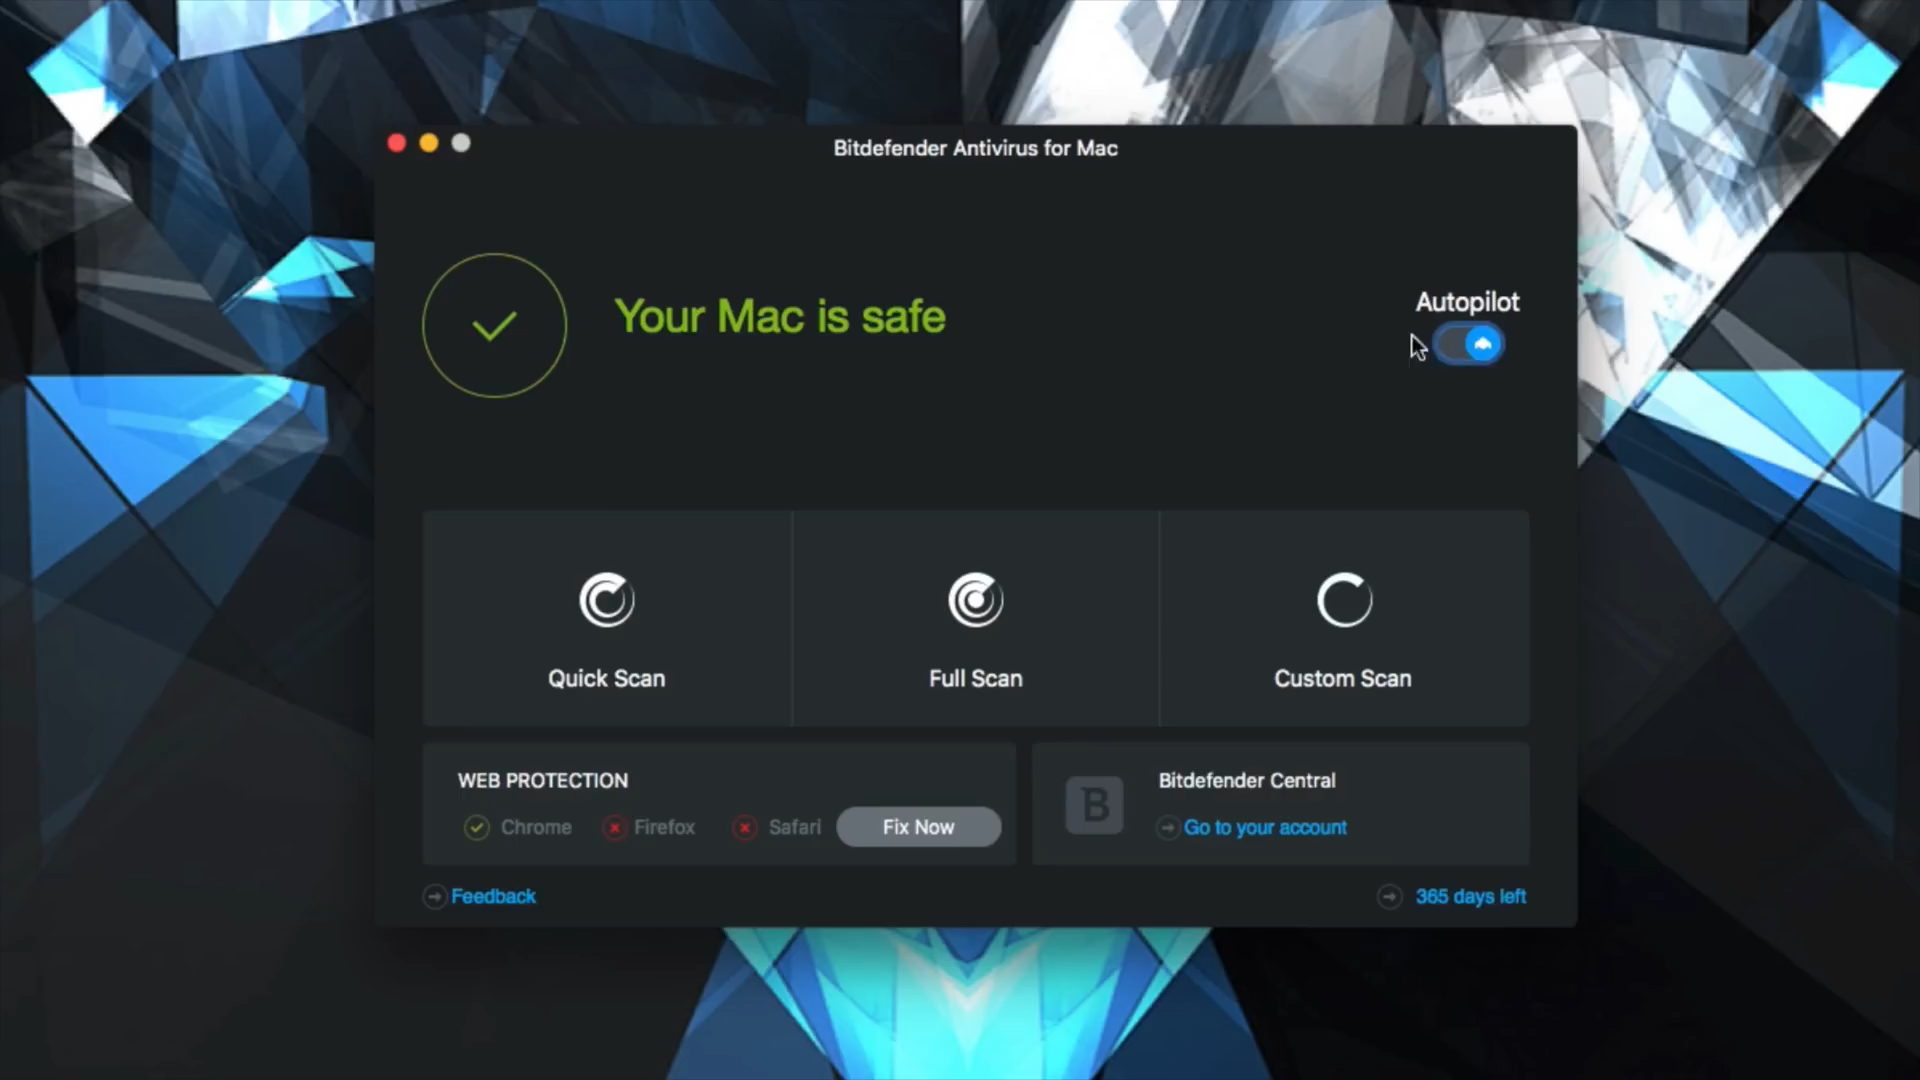 Bitdefender Antivirus for Mac
Your Mac is safe
Autopilot
Quick Scan
Full Scan
Custom Scan
WEB PROTECTION
Chrome
Firefox
Safari
Fix Now
B
Bitdefender Central
Go to your account
Feedback
365 days left